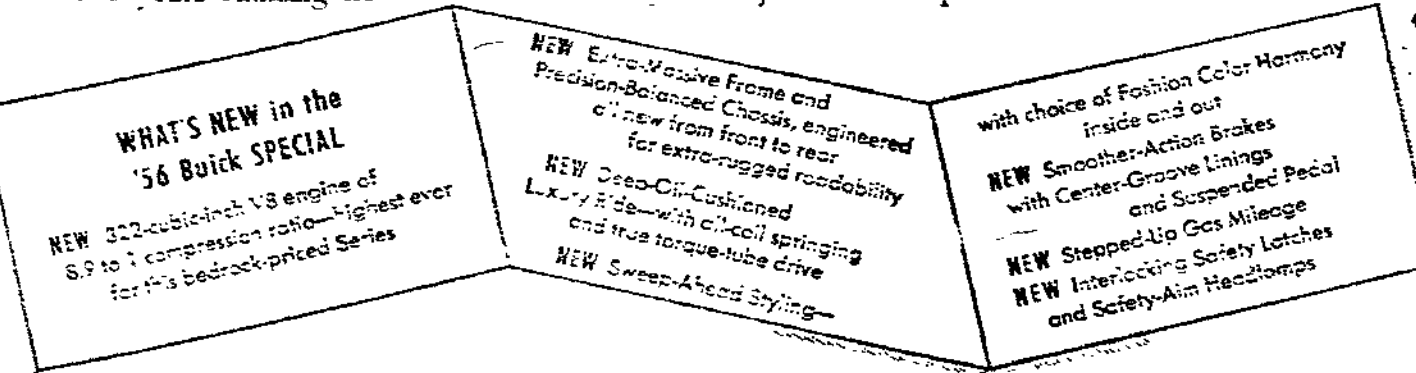 WHAT'S NEW in the
'56 Buick SPECIAL
NEW 322-cubic-inch V8 engine of
8.9 to 1 compression ratio—highest ever
for this bedrock-priced Series
NEW Extra-Massive Frame and
Precision-Balanced Chassis, engineered
all new from front to rear
for extra-rugged roadability
NEW Deep-Oil-Cushioned
Luxury Ride—with all-coil springing
and true torque-tube drive
NEW Sweep-Ahead Styling—
with choice of Fashion Color Harmony
inside and out
NEW Smoother-Action Brakes
with Center-Groove Linings
and Suspended Pedal
NEW Stepped-Up Gas Mileage
NEW Interlocking Safety Latches
and Safety-Aim Headlamps